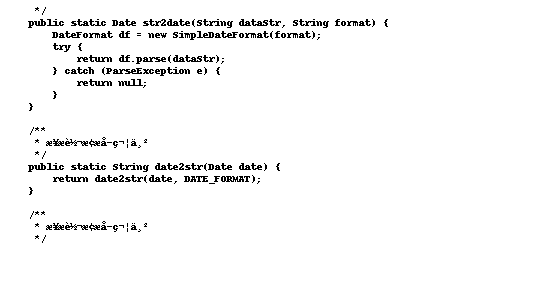 */
public static Date str2date(String dataStr, String format) {
DateFormat df = new SimpleDateFormat(format);
try {
return df.parse(dataStr);
} catch (ParseException e) {
return null;
}
}
/**
* æ¥æè½¬æ¢æå-ç¬¦ä¸²
*/
public static String date2str(Date date) {
return date2str(date, DATE_FORMAT);
}
/**
* æ¥æè½¬æ¢æå-ç¬¦ä¸²
*/